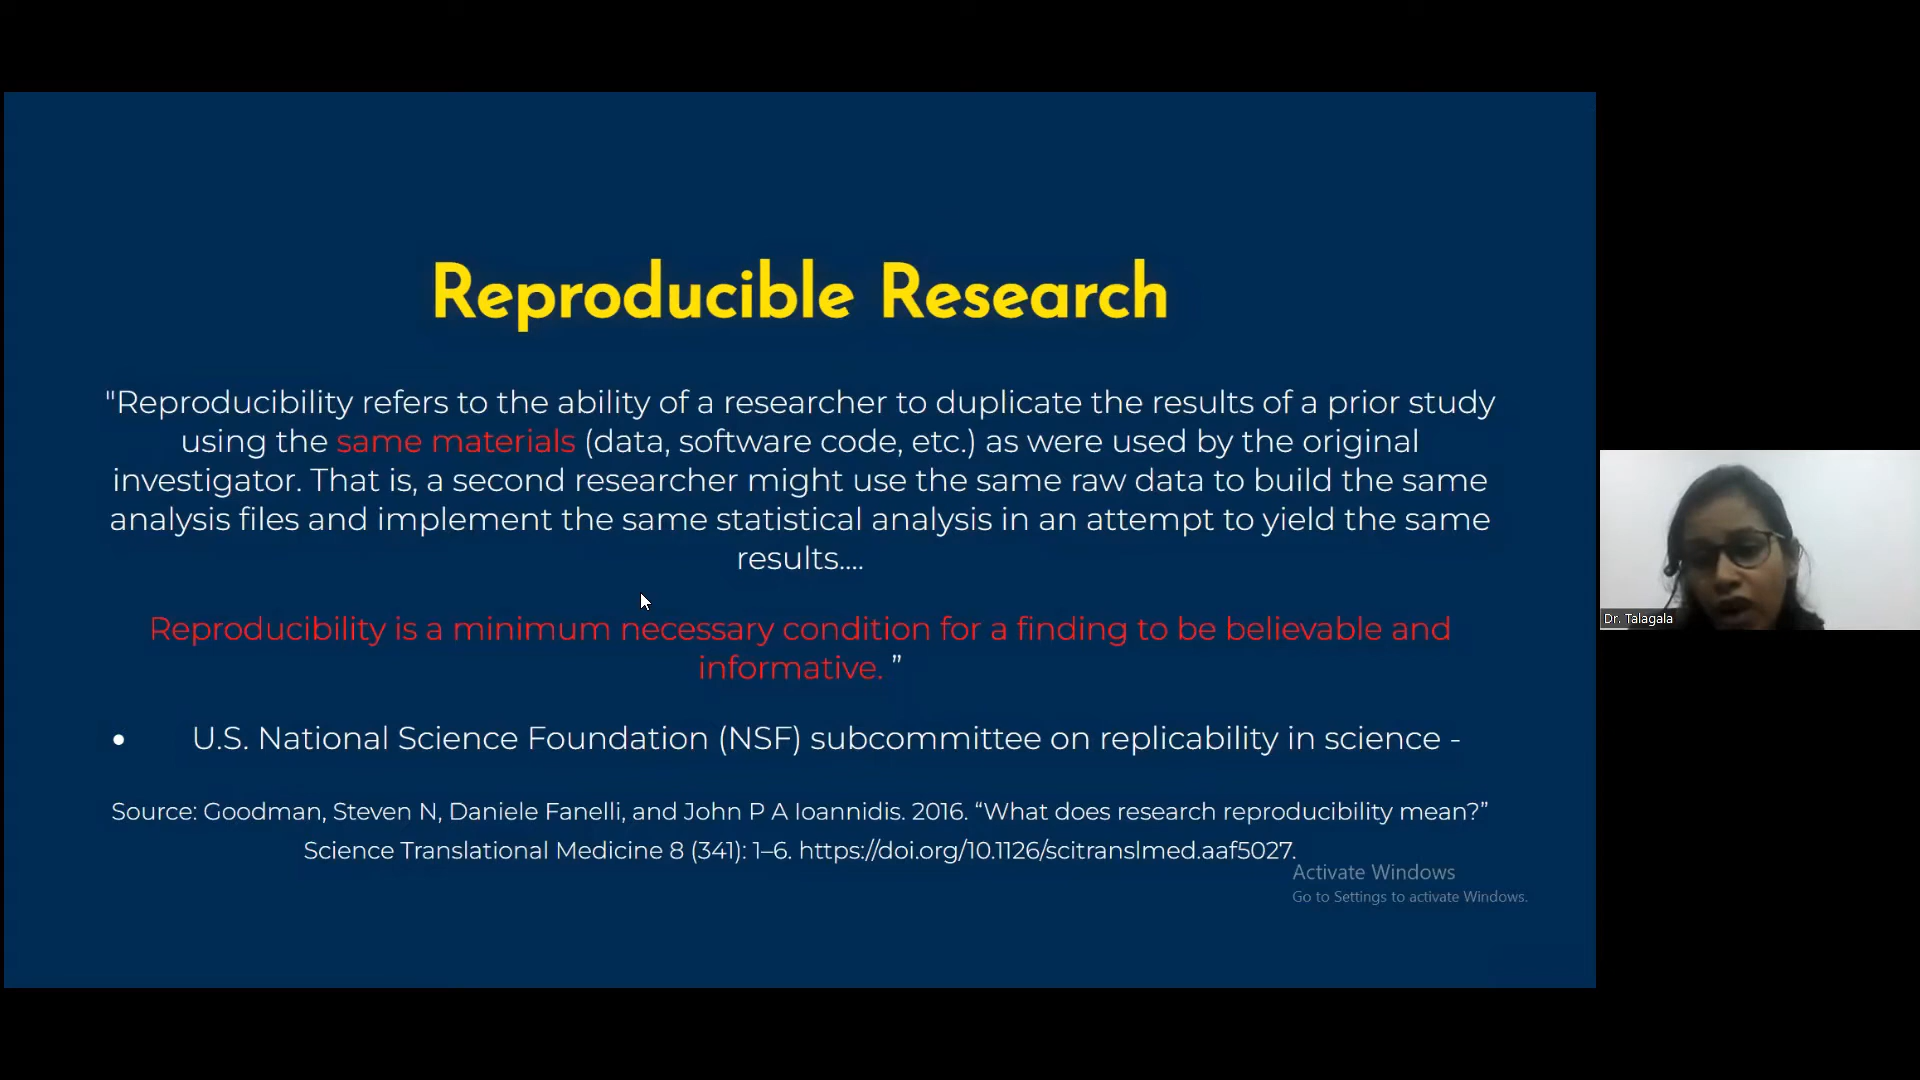 Reproducible Research
"Reproducibility refers to the ability of a researcher to duplicate the results of a prior study
using the same materials (data, software code, etc.) as were used by the original
investigator. That is, a second researcher might use the same raw data to build the same
analysis files and implement the same statistical analysis in an attempt to yield the same
results....
Reproducibility is a minimum necessary condition for a finding to be believable and
informative. ”
• U.S. National Science Foundation (NSF) subcommittee on replicability in science -
Source: Goodman, Steven N, Daniele Fanelli, and John P A Ioannidis. 2016. “What does research reproducibility mean?”
Science Translational Medicine 8 (341): 1–6. https://doi.org/10.1126/scitranslmed.aaf5027.
Activate Windows
Go to Settings to activate Windows.
Dr. Talagala